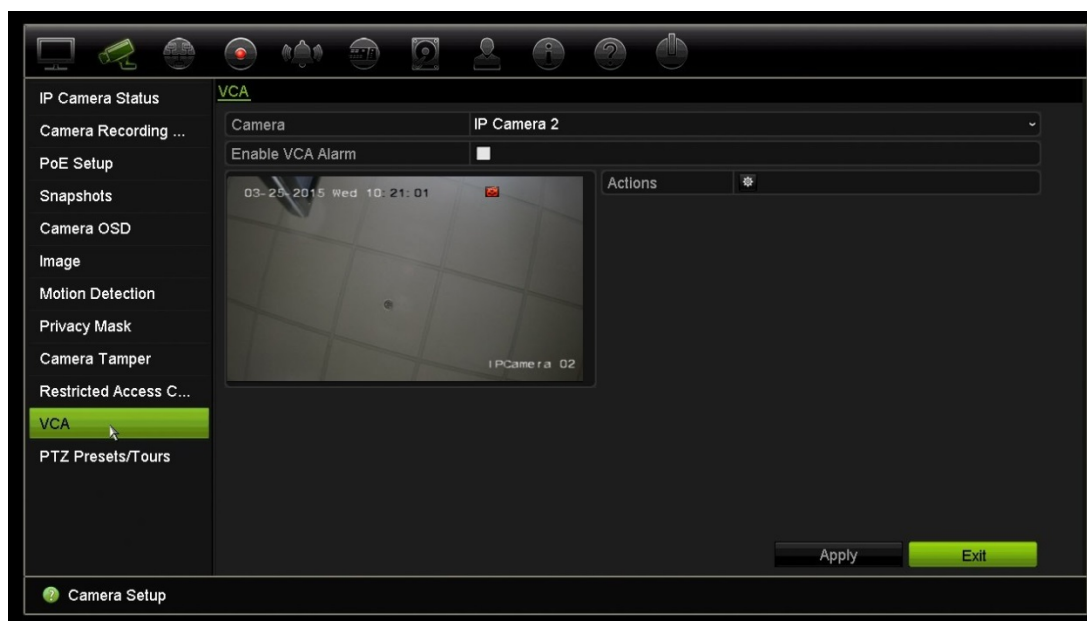 VCA
IP Camera Status
Camera Recording ...
PoE Setup
Snapshots
Camera OSD
Image
Motion Detection
Privacy Mask
Camera Tamper
Restricted Access C...
VCA
PTZ Presets/Tours
Camera IP Camera 2
Enable VCA Alarm
03-25-2015 Wed 10:21:01
IPCamera 02
Actions
Apply Exit
Camera Setup